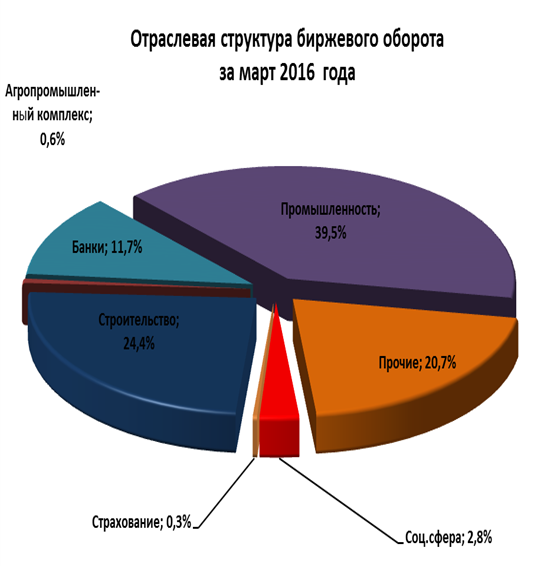 Отраслевая структура биржевого оборота
за март 2016 года
Агропромышлен-
ный комплекс;
0,6%
Промышленность;
39,5%
Банки; 11,7%
Строительство;
24,4%
Прочие; 20,7%
Страхование; 0,3%
Соц.сфера; 2,8%